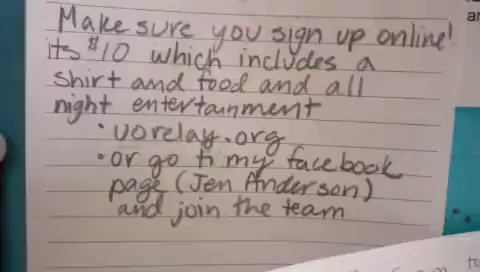 Make sure you sign up online!
its $10 which includes a
shirt and food and all
night entertainment
• uorelay.org
• or go to my facebook
page (Jen Anderson)
and join the team